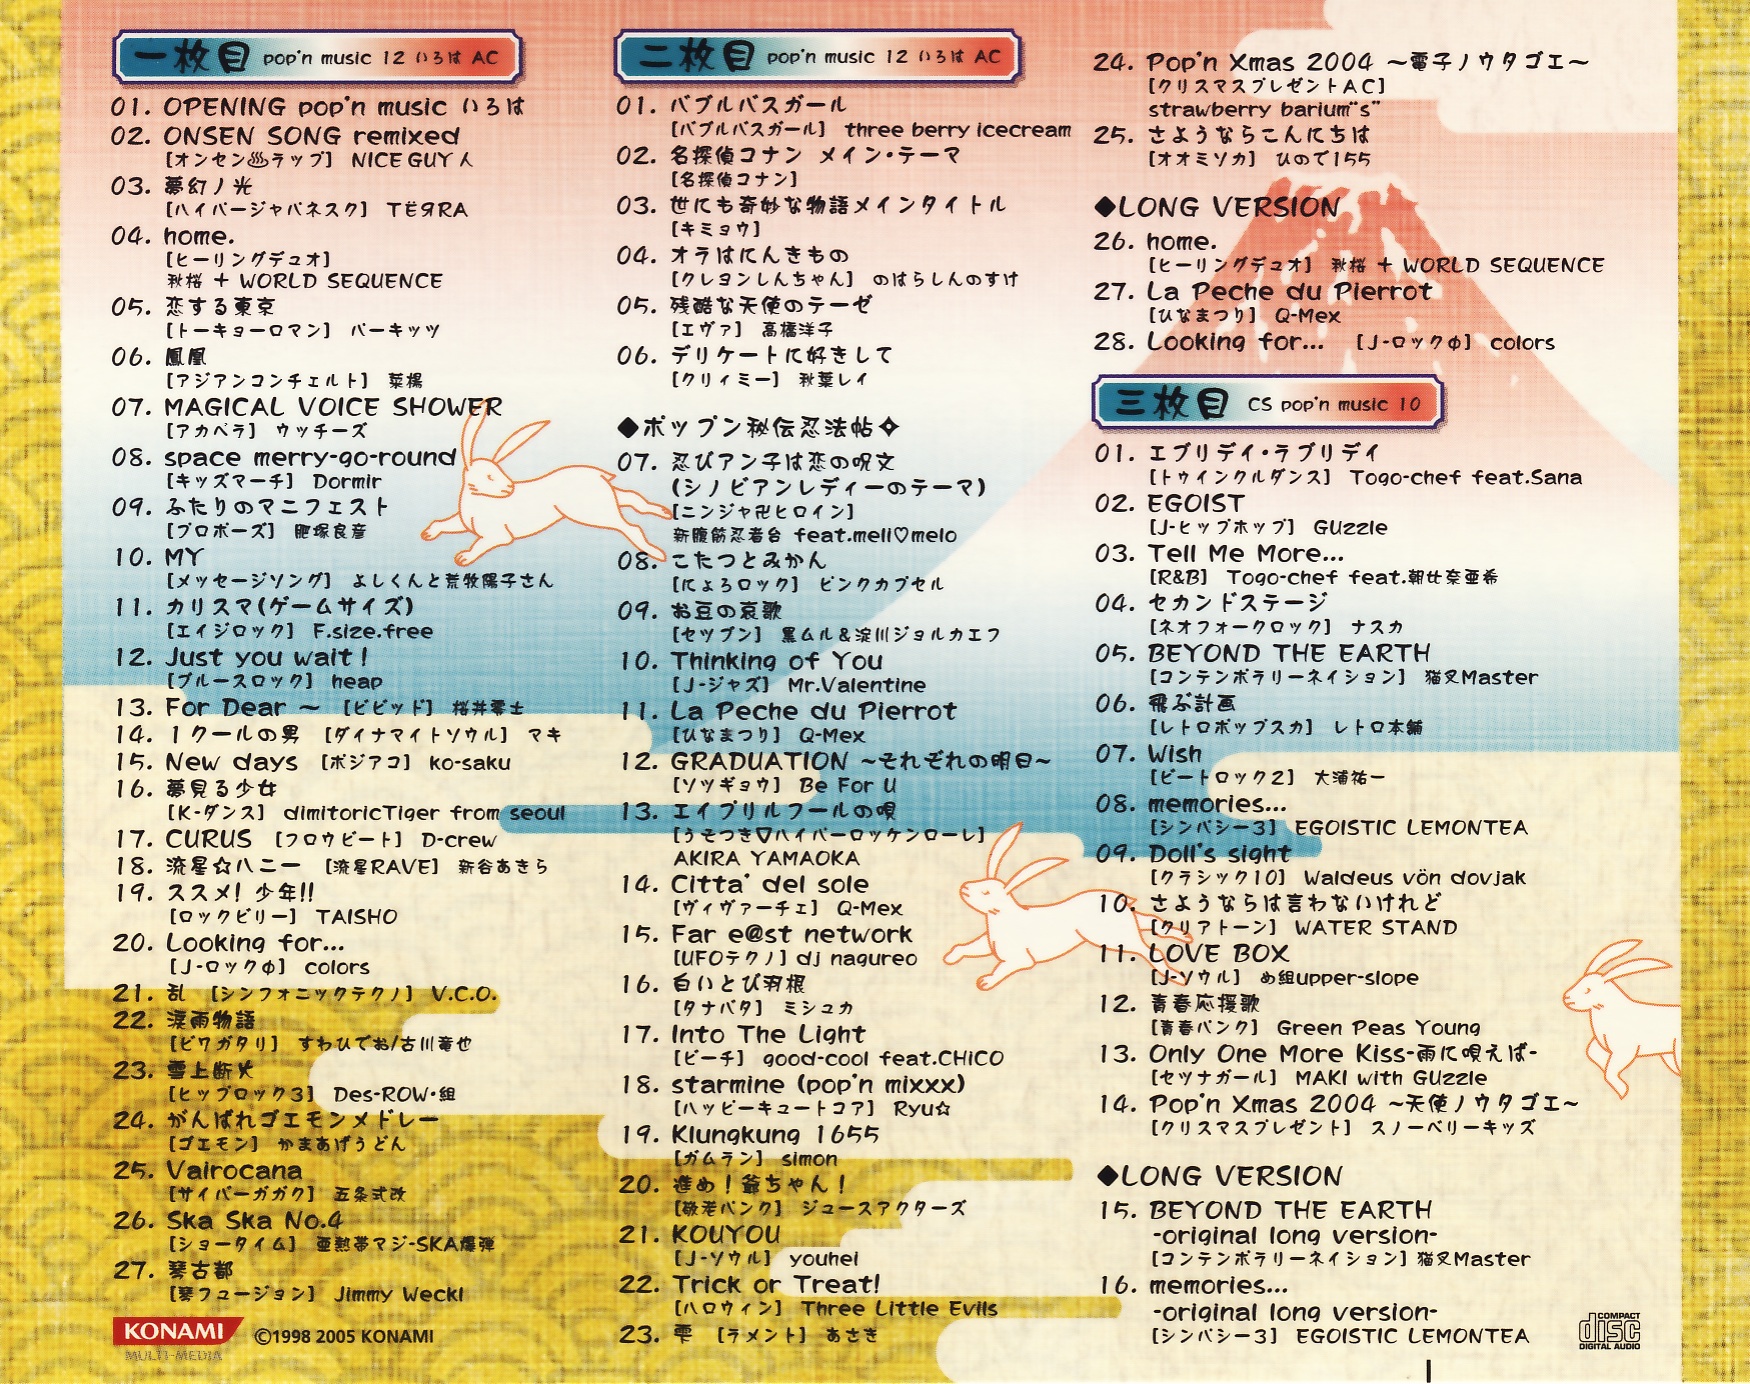 一枚目 pop'n music 12 いろは AC
01. OPENING pop'n music いろは
02. ONSEN SONG remixed
[オンセン♨ラップ] NICE GUY人
03. 夢幻ノ光
[ハイパージャパネスク] TЁЯRA
04. home.
[ヒーリングデュオ]
秋桜 + WORLD SEQUENCE
05. 恋する東京
[トーキョーロマン] パーキッツ
06. 鳳凰
[アジアンコンチェルト] 葉楊
07. MAGICAL VOICE SHOWER
[アカペラ] ウッチーズ
08. space merry-go-round
[キッズマーチ] Dormir
09. ふたりのマニフェスト
[プロポーズ] 肥塚良彦
10. MY
[メッセージソング] よしくんと荒牧陽子さん
11. カリスマ(ゲームサイズ)
[エイジロック] F.size.free
12. Just you wait!
[ブルースロック] heap
13. For Dear ～ [ビビッド] 桜井零士
14. 1クールの男 [ダイナマイトソウル] マキ
15. New days [ポジアコ] ko-saku
16. 夢見る少女
[K-ダンス] dimitoricTiger from seoul
17. CURUS [フロウビート] D-crew
18. 流星☆ハニー [流星RAVE] 新谷あきら
19. ススメ! 少年!!
[ロックビリー] TAISHO
20. Looking for...
[J-ロックφ] colors
21. 乱 [シンフォニックテクノ] V.C.O.
22. 涙雨物語
[ビワガタリ] すわひでお/古川竜也
23. 雪上断火
[ヒップロック3] Des-ROW・組
24. がんばれゴエモンメドレー
[ゴエモン] かまあげうどん
25. Vairocana
[サイバーガガク] 五条式改
26. Ska Ska No.4
[ショータイム] 亜熱帯マジ-SKA爆弾
27. 琴古都
[琴フュージョン] Jimmy Weckl
KONAMI
MULTI-MEDIA
©1998 2005 KONAMI
二枚目 pop'n music 12 いろは AC
01. バブルバスガール
[バブルバスガール] three berry icecream
02. 名探偵コナン メイン・テーマ
[名探偵コナン]
03. 世にも奇妙な物語メインタイトル
[キミョウ]
04. オラはにんきもの
[クレヨンしんちゃん] のはらしんのすけ
05. 残酷な天使のテーゼ
[エヴァ] 高橋洋子
06. デリケートに好きして
[クリィミー] 秋葉レイ
◆ポップン秘伝忍法帖✧
07. 忍びアン子は恋の呪文
(シノビアンレディーのテーマ)
[ニンジャ卍ヒロイン]
新腹筋忍者台 feat.meli♡melo
08. こたつとみかん
[にょろロック] ピンクカプセル
09. お豆の哀歌
[セツブン] 黒ムル&淀川ジョルカエフ
10. Thinking of You
[J-ジャズ] Mr.Valentine
11. La Peche du Pierrot
[ひなまつり] Q-Mex
12. GRADUATION ～それぞれの明日～
[ソツギョウ] Be For U
13. エイプリルフールの唄
[うそつき▽ハイパーロッケンローレ]
AKIRA YAMAOKA
14. Citta' del sole
[ヴィヴァーチェ] Q-Mex
15. Far e@st network
[UFOテクノ] dj nagureo
16. 白いとび羽根
[タナバタ] ミシュカ
17. Into The Light
[ビーチ] good-cool feat.CHiCO
18. starmine (pop'n mixxx)
[ハッピーキュートコア] Ryu☆
19. Klungkung 1655
[ガムラン] simon
20. 進め! 爺ちゃん!
[敬老パンク] ジュースアクターズ
21. KOUYOU
[J-ソウル] youhei
22. Trick or Treat!
[ハロウィン] Three Little Evils
23. 雫 [ラメント] あさき
24. Pop'n Xmas 2004 ～電子ノウタゴエ～
[クリスマスプレゼントAC]
strawberry barium"s"
25. さようならこんにちは
[オオミソカ] ひので155
◆LONG VERSION
26. home.
[ヒーリングデュオ] 秋桜 + WORLD SEQUENCE
27. La Peche du Pierrot
[ひなまつり] Q-Mex
28. Looking for... [J-ロックφ] colors
三枚目 CS pop'n music 10
01. エブリデイ・ラブリデイ
[トゥインクルダンス] Togo-chef feat.Sana
02. EGOIST
[J-ヒップホップ] GUzzle
03. Tell Me More...
[R&B] Togo-chef feat.朝比奈亜希
04. セカンドステージ
[ネオフォークロック] ナスカ
05. BEYOND THE EARTH
[コンテンポラリーネイション] 猫叉Master
06. 飛ぶ計画
[レトロポップスカ] レトロ本舗
07. Wish
[ビートロック2] 大浦祐一
08. memories...
[シンパシー3] EGOISTIC LEMONTEA
09. Doll's sight
[クラシック10] Waldeus vön dovjak
10. さようならは言わないけれど
[クリアトーン] WATER STAND
11. LOVE BOX
[J-ソウル] め組upper-slope
12. 青春応援歌
[青春パンク] Green Peas Young
13. Only One More Kiss-雨に唄えば-
[セツナガール] MAKI with GUzzle
14. Pop'n Xmas 2004 ～天使ノウタゴエ～
[クリスマスプレゼント] スノーベリーキッズ
◆LONG VERSION
15. BEYOND THE EARTH
-original long version-
[コンテンポラリーネイション] 猫叉Master
16. memories...
-original long version-
[シンパシー3] EGOISTIC LEMONTEA
COMPACT
disc
DIGITAL AUDIO